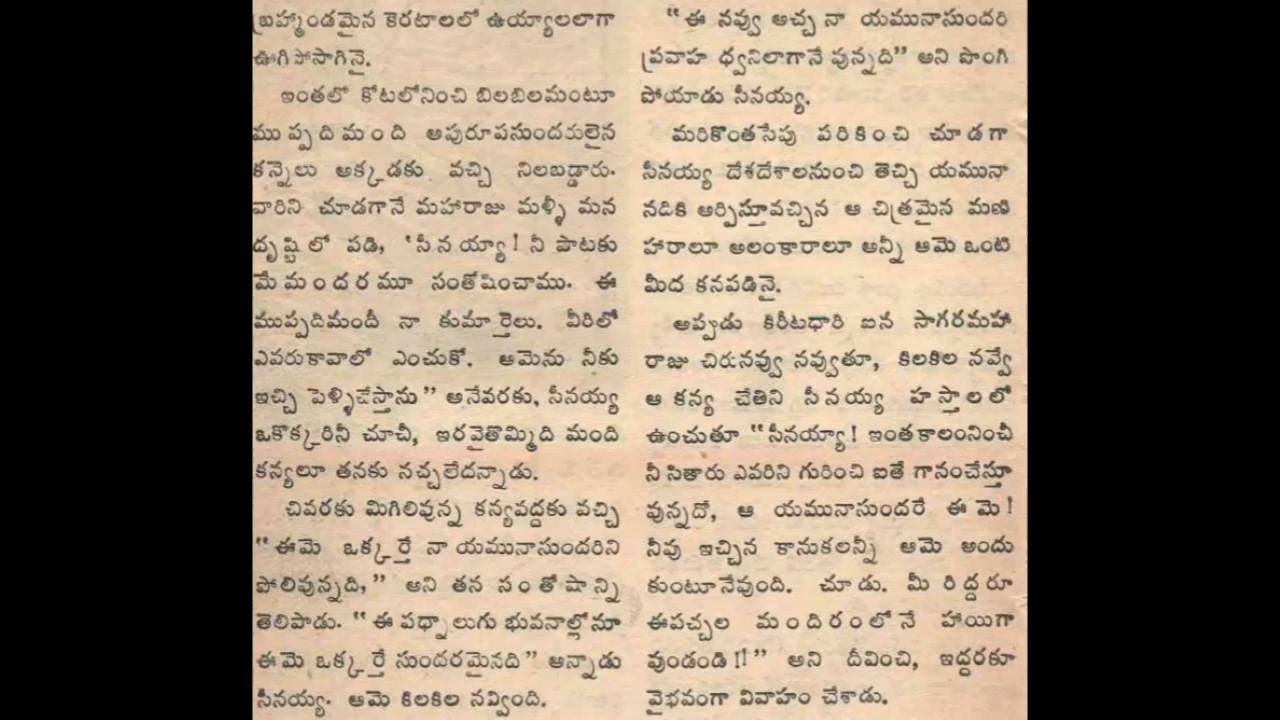 బ్రహ్మాండమైన కెరటాలలో ఉయ్యాలలాగా
ఊగిపోసాగినై.
ఇంతలో కోటలోనించి బిలబిలమంటూ
ముప్పదిమంది అపురూపసుందరులైన
కన్నెలు అక్కడకు వచ్చి నిలబడ్డారు.
వారిని చూడగానే మహారాజు మళ్ళీ మన
దృష్టిలో పడి, ‘సీనయ్యా! నీ పాటకు
మేమందరమూ సంతోషించాము. ఈ
ముప్పదిమందీ నా కుమార్తెలు. వీరిలో
ఎవరుకావాలో ఎంచుకో. ఆమెను నీకు
ఇచ్చి పెళ్ళిచేస్తాను” అనేవరకు, సీనయ్య
ఒకొక్కరినీ చూచీ, ఇరవైతొమ్మిది మంది
కన్యలూ తనకు నచ్చలేదన్నాడు.
చివరకు మిగిలివున్న కన్యవద్దకు వచ్చి
“ఈమె ఒక్కర్తే నా యమునాసుందరిని
పోలివున్నది,” అని తన సంతోషాన్ని
తెలిపాడు. “ఈ పధ్నాలుగు భువనాల్లోనూ
ఈమె ఒక్కర్తే సుందరమైనది” అన్నాడు
సీనయ్య. ఆమె కిలకిల నవ్వింది.
“ఈ నవ్వు అచ్చ నా యమునాసుందరి
ప్రవాహ ధ్వనిలాగానే వున్నది” అని పొంగి
పోయాడు సీనయ్య.
మరికొంతసేపు పరికించి చూడగా
సీనయ్య దేశదేశాలనుంచి తెచ్చి యమునా
నదికి అర్పిస్తూవచ్చిన ఆ చిత్రమైన మణి
హారాలూ అలంకారాలూ అన్నీ ఆమె ఒంటి
మీద కనపడినై.
అప్పడు కిరీటధారి ఐన సాగరమహా
రాజు చిరునవ్వు నవ్వుతూ, కిలకిల నవ్వే
ఆ కన్య చేతిని సీనయ్య హస్తాలలో
ఉంచుతూ “సీనయ్యా! ఇంతకాలంనించీ
నీ సితారు ఎవరిని గురించి ఐతే గానంచేస్తూ
వున్నదో, ఆ యమునాసుందరే ఈమె!
నీవు ఇచ్చిన కానుకలన్నీ ఆమె అందు
కుంటూనేవుంది. చూడు. మీరిద్దరూ
ఈపచ్చల మందిరంలోనే హాయిగా
వుండండి!!” అని దీవించి, ఇద్దరకూ
వైభవంగా వివాహం చేశాడు.